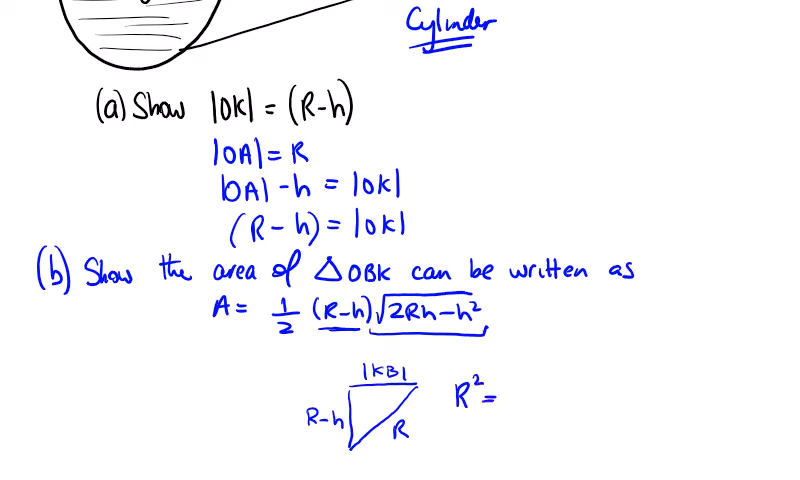 Cylinder
(a) Show |OK| = (R-h)
|OA| = R
|OA| -h = |OK|
(R-h) = |OK|
(b) Show the area of △OBK can be written as
A = 1/2 (R-h)√2Rh-h²
|KB|
R-h
R
R² =